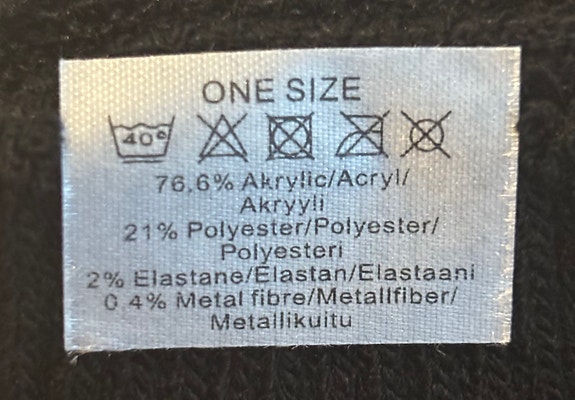 ONE SIZE
40°
76.6% Akrylic/Acryl/
Akryyli
21% Polyester/Polyester/
Polyesteri
2% Elastane/Elastan/Elastaani
0.4% Metal fibre/Metallfiber/
Metallikuitu